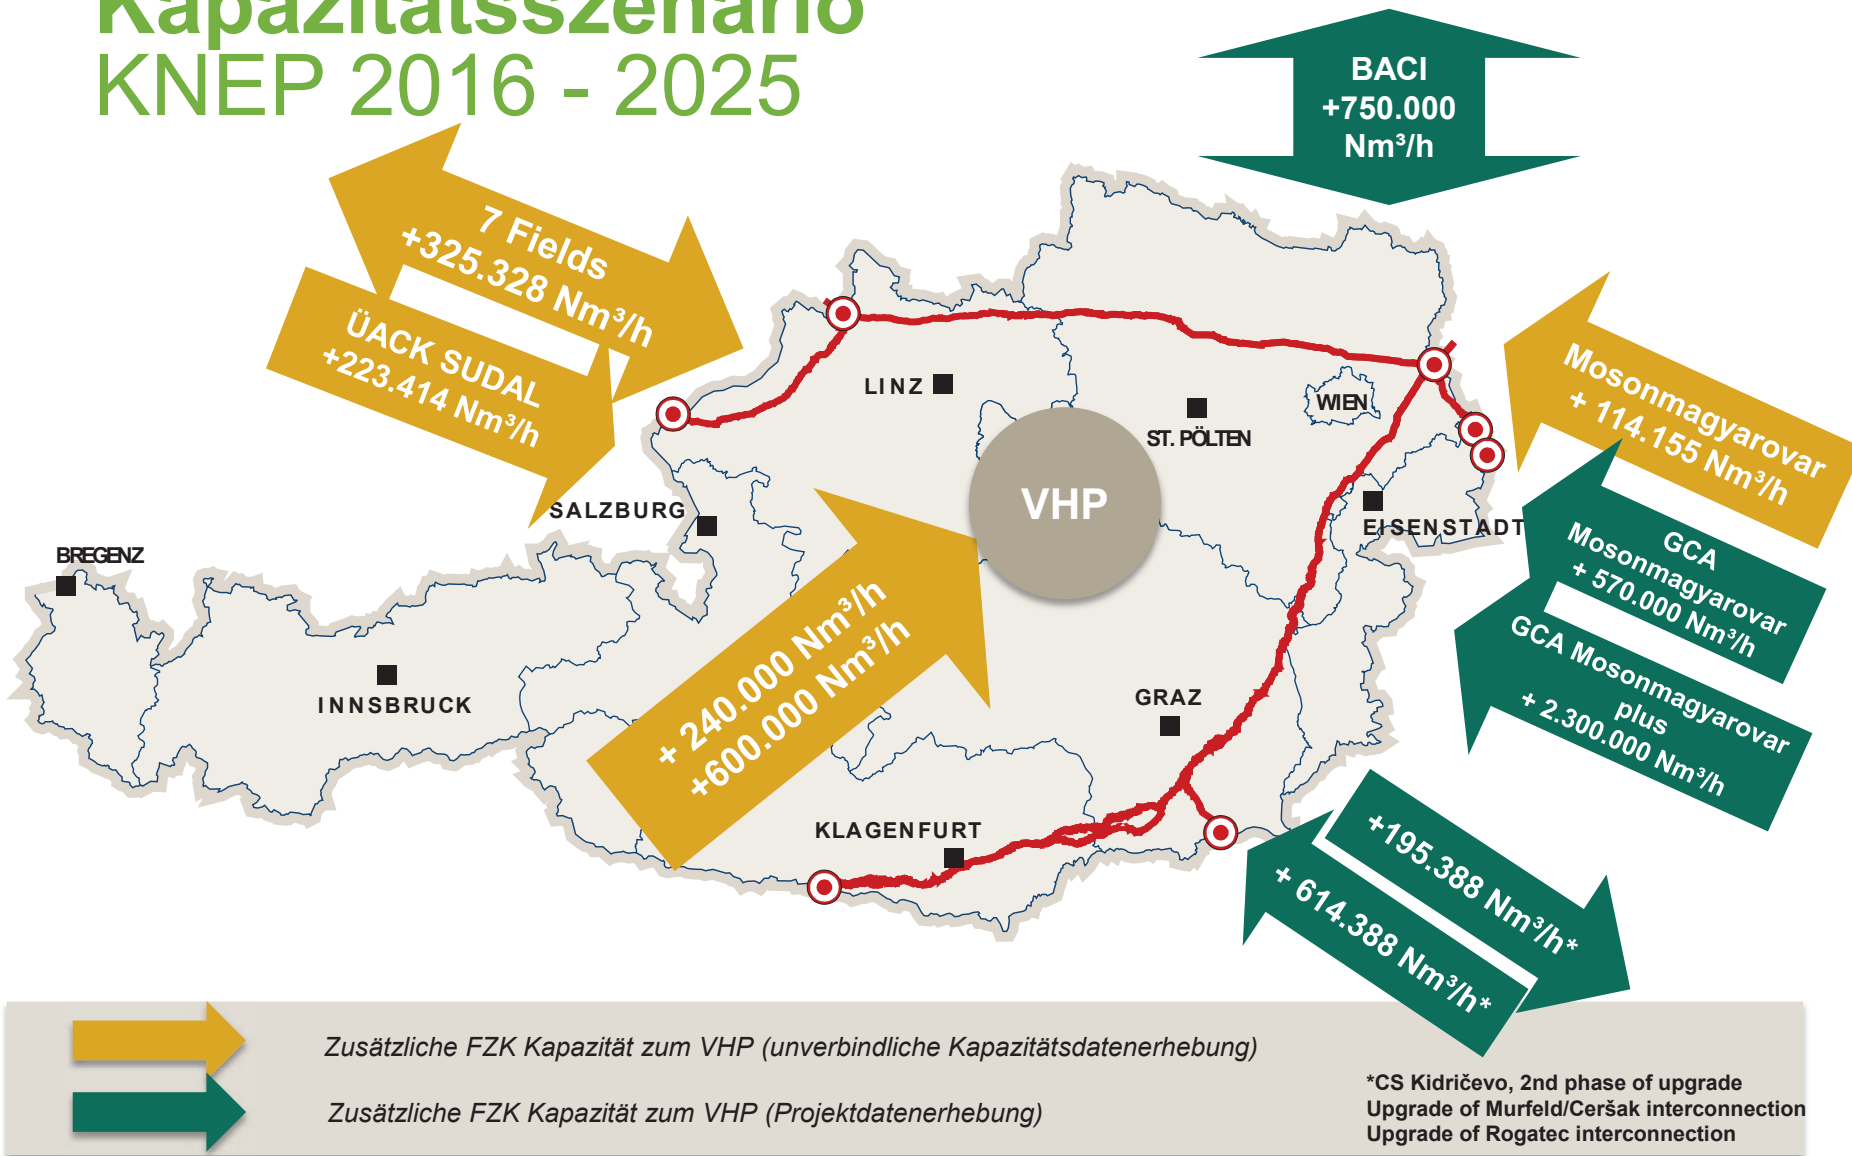 Kapazitätsszenario
KNEP 2016 - 2025
BACI
+750.000
Nm³/h
7 Fields
+325.328 Nm³/h
ÜACK SUDAL
+223.414 Nm³/h
Mosonmagyarovar
+ 114.155 Nm³/h
GCA
Mosonmagyarovar
+ 570.000 Nm³/h
GCA Mosonmagyarovar
plus
+ 2.300.000 Nm³/h
+195.388 Nm³/h*
+ 614.388 Nm³/h*
+ 240.000 Nm³/h
+600.000 Nm³/h
VHP
LINZ
WIEN
ST. PÖLTEN
SALZBURG
EISENSTADT
BREGENZ
INNSBRUCK
GRAZ
KLAGENFURT
Zusätzliche FZK Kapazität zum VHP (unverbindliche Kapazitätsdatenerhebung)
Zusätzliche FZK Kapazität zum VHP (Projektdatenerhebung)
*CS Kidričevo, 2nd phase of upgrade
Upgrade of Murfeld/Ceršak interconnection
Upgrade of Rogatec interconnection